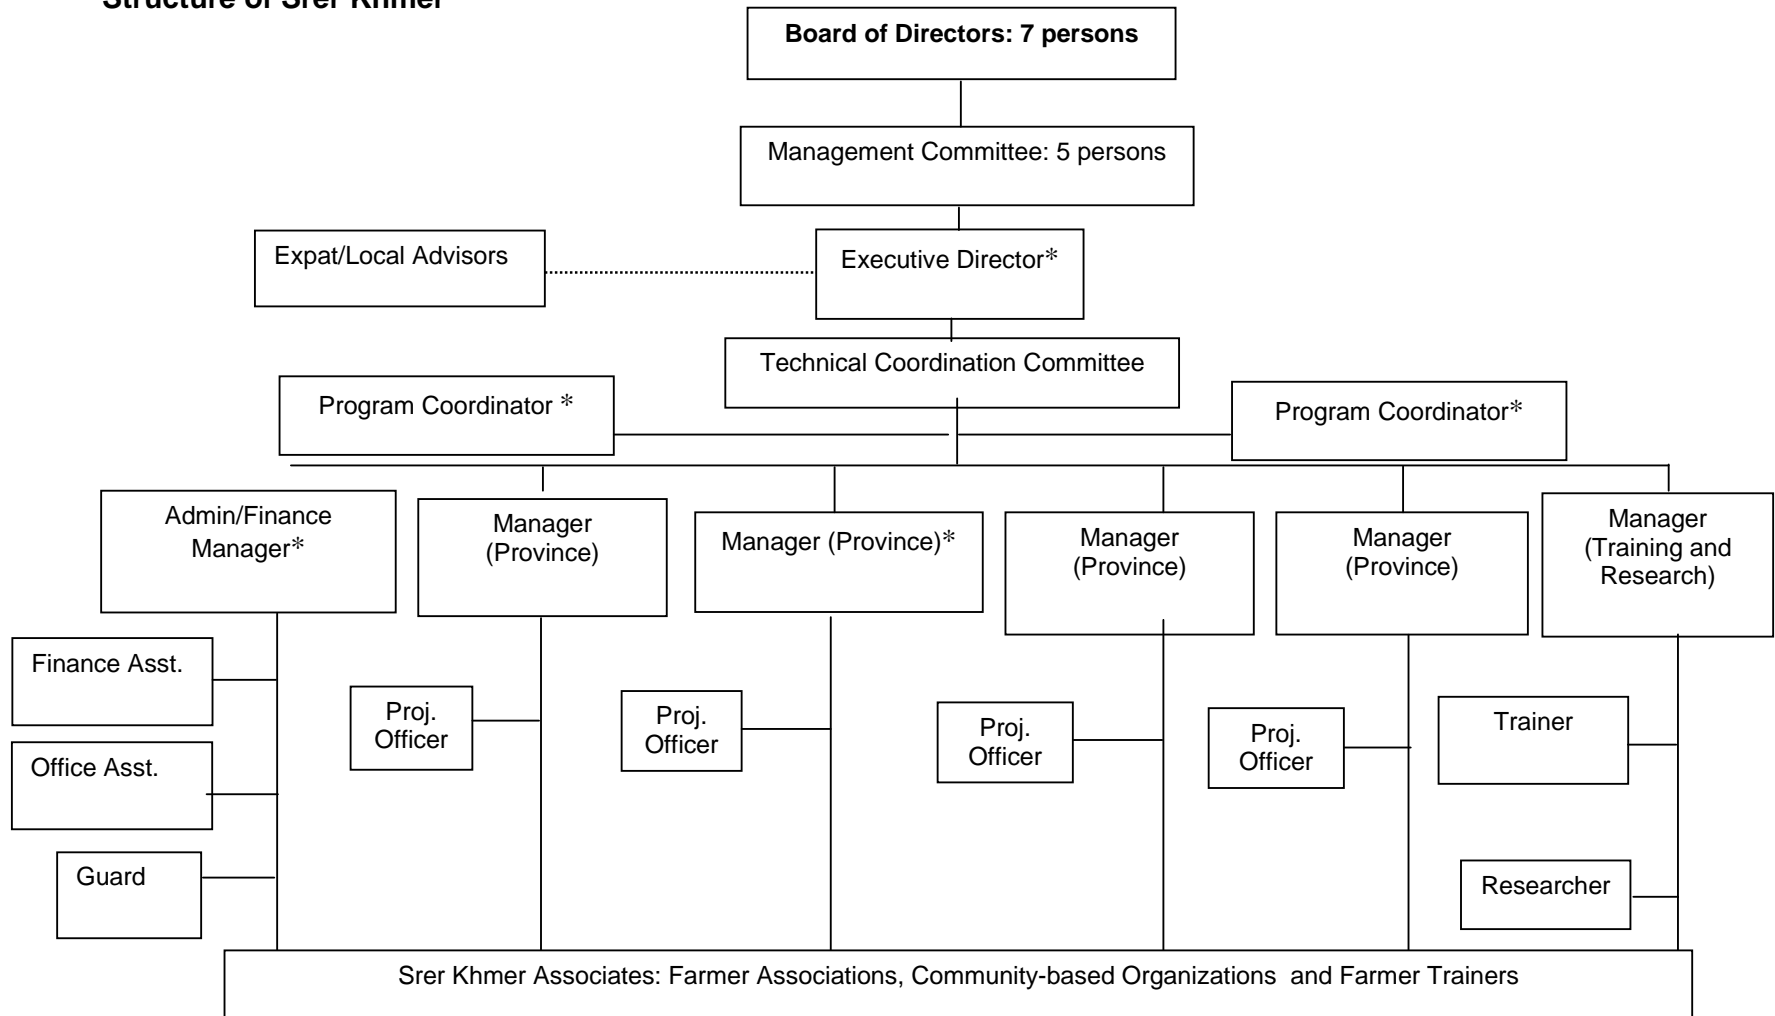 Structure of Srer Khmer
Board of Directors: 7 persons
Management Committee: 5 persons
Expat/Local Advisors
Executive Director*
Technical Coordination Committee
Program Coordinator *
Program Coordinator*
Admin/Finance
Manager*
Manager
(Province)
Manager (Province)*
Manager
(Province)
Manager
(Province)
Manager
(Training and
Research)
Finance Asst.
Office Asst.
Guard
Proj.
Officer
Proj.
Officer
Proj.
Officer
Proj.
Officer
Trainer
Researcher
Srer Khmer Associates: Farmer Associations, Community-based Organizations  and Farmer Trainers